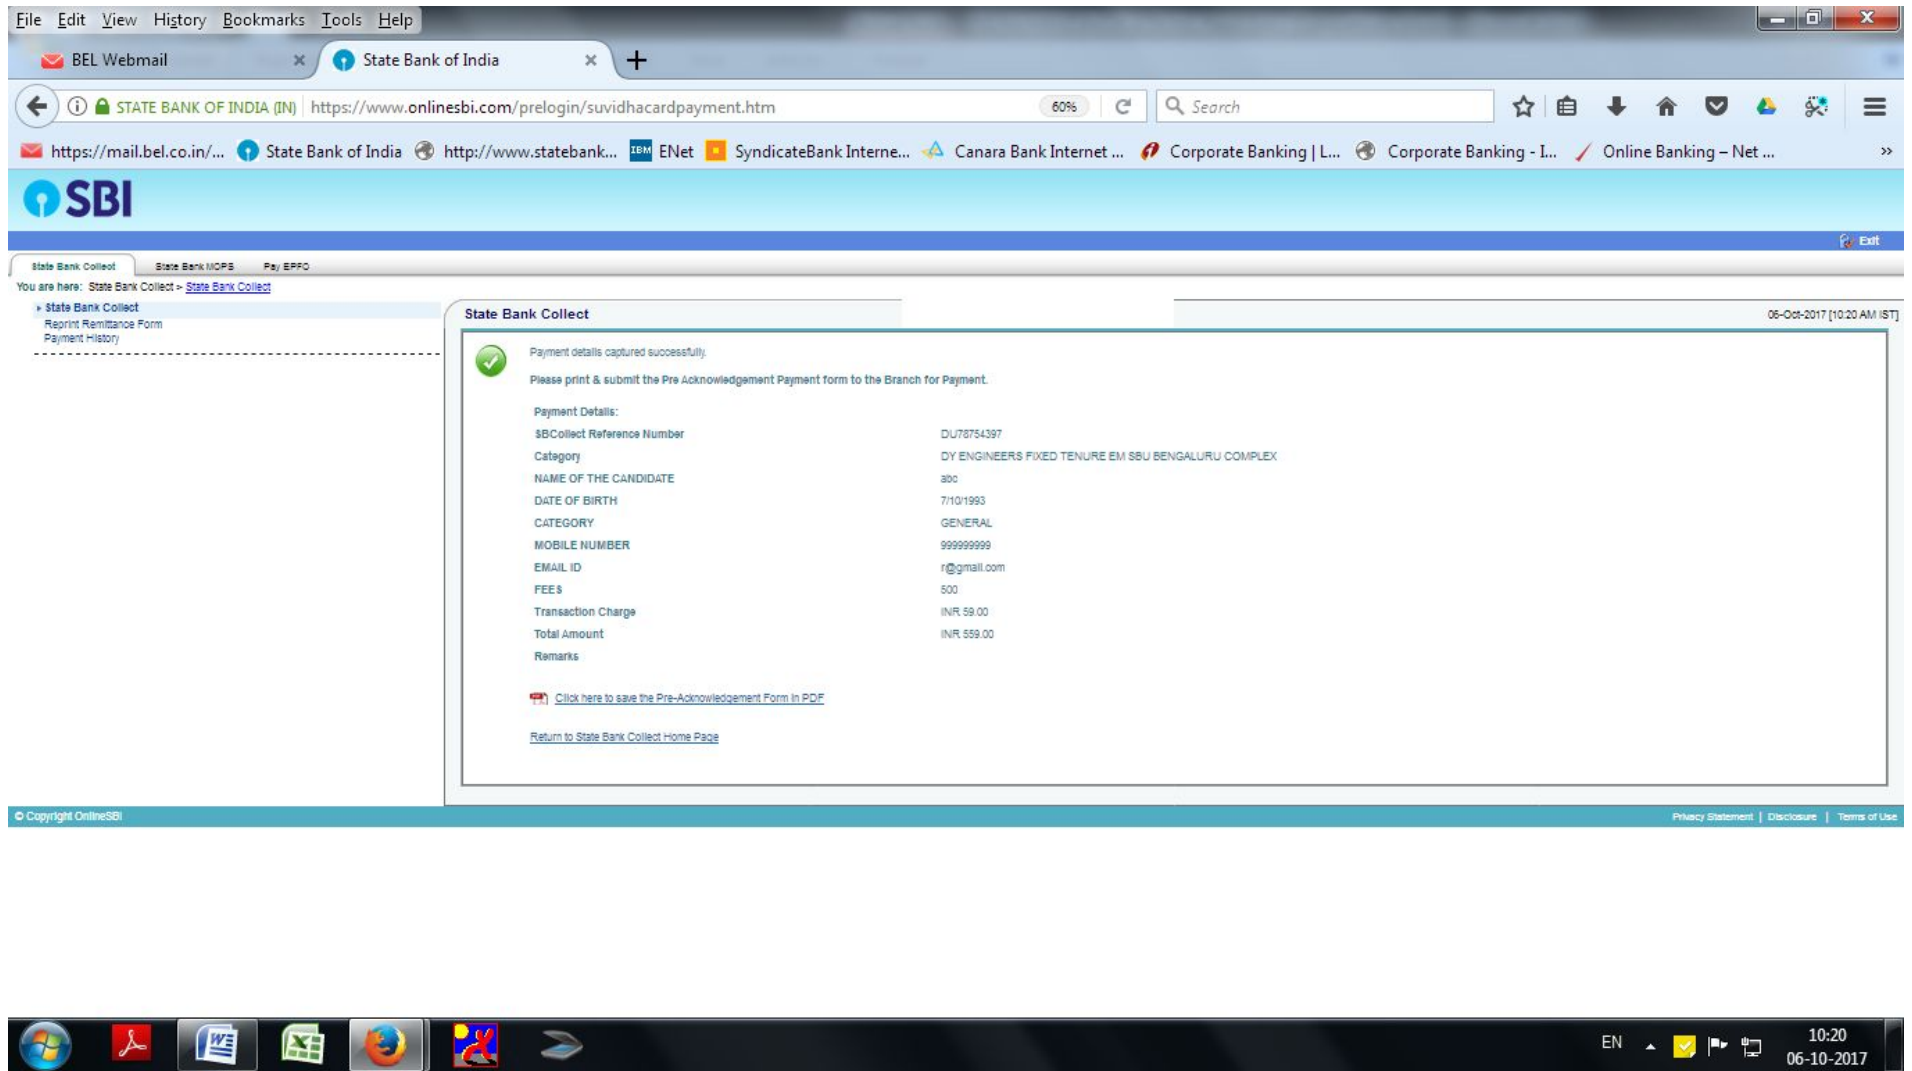 File Edit View History Bookmarks Tools Help
BEL Webmail × State Bank of India × +
STATE BANK OF INDIA (IN) https://www.onlinesbi.com/prelogin/suvidhacardpayment.htm 60% Search
https://mail.bel.co.in/... State Bank of India http://www.statebank... IBM ENet SyndicateBank Interne... Canara Bank Internet ... Corporate Banking | L... Corporate Banking - I... Online Banking – Net ... »
SBI
Exit
State Bank Collect State Bank MOPS Pay EPFO
You are here: State Bank Collect > State Bank Collect
State Bank Collect
Reprint Remittance Form
Payment History
State Bank Collect 06-Oct-2017 [10:20 AM IST]
Payment details captured successfully.
Please print & submit the Pre Acknowledgement Payment form to the Branch for Payment.
Payment Details:
SBCollect Reference Number DU78754397
Category DY ENGINEERS FIXED TENURE EM SBU BENGALURU COMPLEX
NAME OF THE CANDIDATE abc
DATE OF BIRTH 7/10/1993
CATEGORY GENERAL
MOBILE NUMBER 999999999
EMAIL ID r@gmail.com
FEES 500
Transaction Charge INR 59.00
Total Amount INR 559.00
Remarks
Click here to save the Pre-Acknowledgement Form in PDF
Return to State Bank Collect Home Page
© Copyright OnlineSBI Privacy Statement | Disclosure | Terms of Use
EN 10:20
06-10-2017